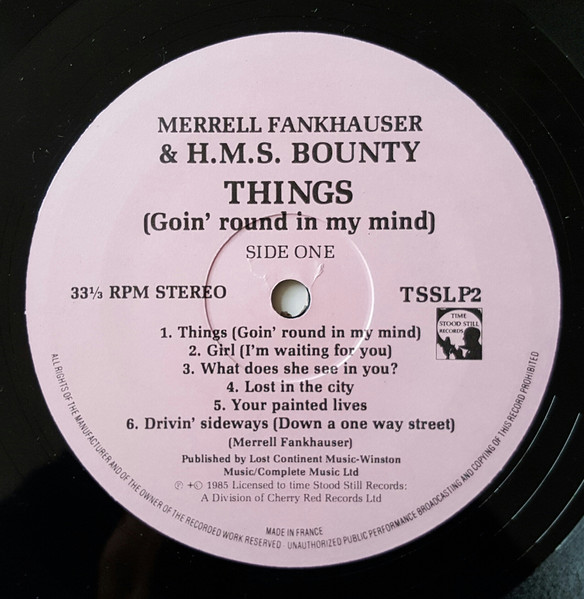 MERRELL FANKHAUSER
& H.M.S. BOUNTY
THINGS
(Goin' round in my mind)
SIDE ONE
33⅓ RPM STEREO
TSSLP2
TIME
STOOD STILL
RECORDS
1. Things (Goin' round in my mind)
2. Girl (I'm waiting for you)
3. What does she see in you?
4. Lost in the city
5. Your painted lives
6. Drivin' sideways (Down a one way street)
(Merrell Fankhauser)
Published by Lost Continent Music-Winston
Music/Complete Music Ltd
℗ +© 1985 Licensed to time Stood Still Records:
A Division of Cherry Red Records Ltd
MADE IN FRANCE
ALL RIGHTS OF THE MANUFACTURER AND OF THE OWNER OF THE RECORDED WORK RESERVED · UNAUTHORIZED PUBLIC PERFORMANCE BROADCASTING AND COPYING OF THIS RECORD PROHIBITED